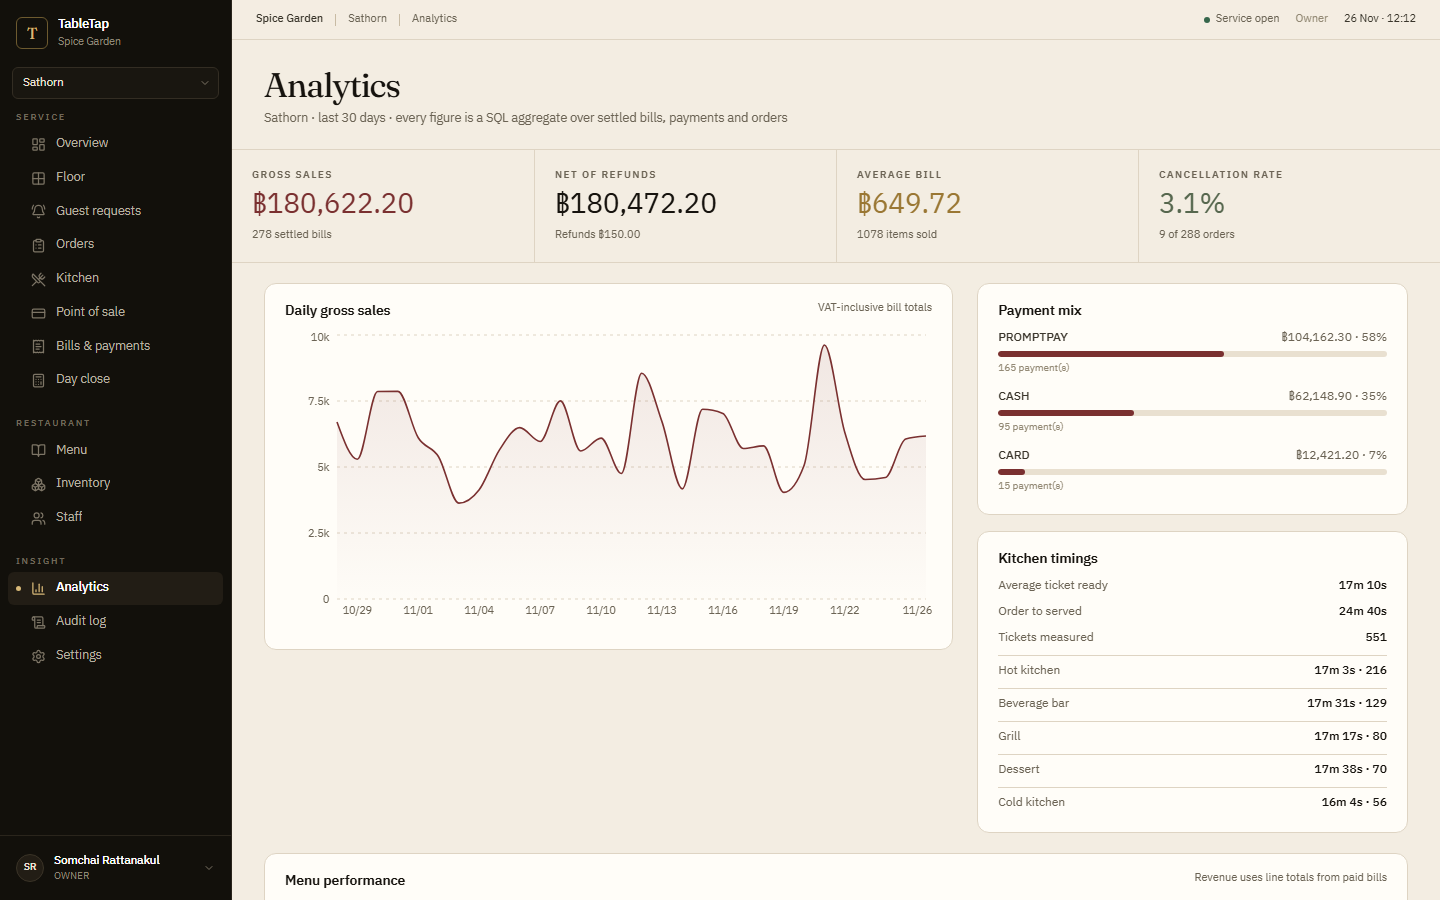 T
TableTap
Spice Garden
Sathorn
SERVICE
Overview
Floor
Guest requests
Orders
Kitchen
Point of sale
Bills & payments
Day close
RESTAURANT
Menu
Inventory
Staff
INSIGHT
Analytics
Audit log
Settings
SR
Somchai Rattanakul
OWNER
Spice Garden | Sathorn | Analytics
Service open Owner 26 Nov · 12:12
Analytics
Sathorn · last 30 days · every figure is a SQL aggregate over settled bills, payments and orders
GROSS SALES
฿180,622.20
278 settled bills
NET OF REFUNDS
฿180,472.20
Refunds ฿150.00
AVERAGE BILL
฿649.72
1078 items sold
CANCELLATION RATE
3.1%
9 of 288 orders
Daily gross sales
VAT-inclusive bill totals
10k
7.5k
5k
2.5k
0
10/29 11/01 11/04 11/07 11/10 11/13 11/16 11/19 11/22 11/26
Payment mix
PROMPTPAY ฿104,162.30 · 58%
165 payment(s)
CASH ฿62,148.90 · 35%
95 payment(s)
CARD ฿12,421.20 · 7%
15 payment(s)
Kitchen timings
Average ticket ready 17m 10s
Order to served 24m 40s
Tickets measured 551
Hot kitchen 17m 3s · 216
Beverage bar 17m 31s · 129
Grill 17m 17s · 80
Dessert 17m 38s · 70
Cold kitchen 16m 4s · 56
Menu performance
Revenue uses line totals from paid bills